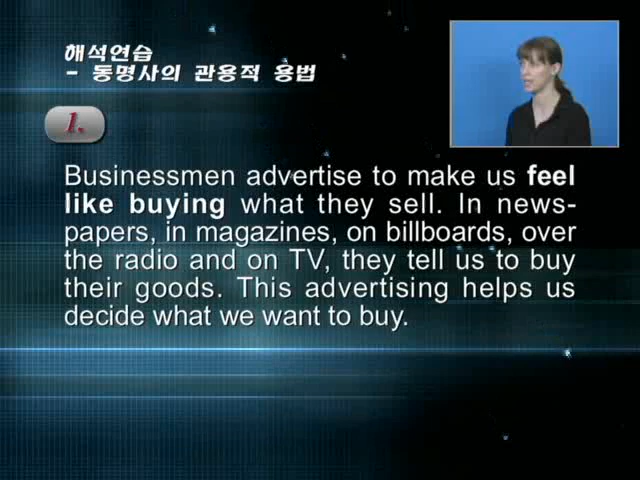 해석연습
- 동명사의 관용적 용법
1.
Businessmen advertise to make us feel
like buying what they sell. In news-
papers, in magazines, on billboards, over
the radio and on TV, they tell us to buy
their goods. This advertising helps us
decide what we want to buy.